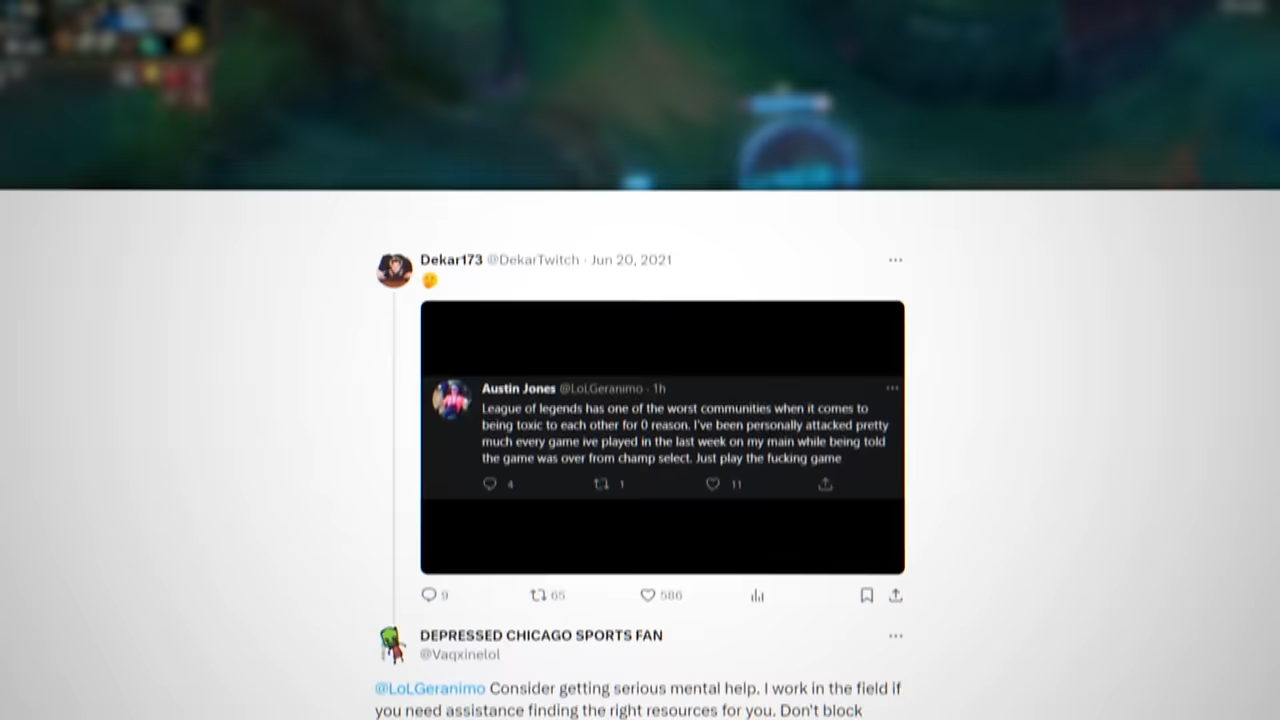 Dekar173 @DekarTwitch · Jun 20, 2021
Austin Jones @LoLGeranimo · 1h
League of legends has one of the worst communities when it comes to
being toxic to each other for 0 reason. I've been personally attacked pretty
much every game ive played in the last week on my main while being told
the game was over from champ select. Just play the fucking game
4 1 11
9 65 586
DEPRESSED CHICAGO SPORTS FAN
@Vaqxinelol
@LoLGeranimo Consider getting serious mental help. I work in the field if
you need assistance finding the right resources for you. Don't block